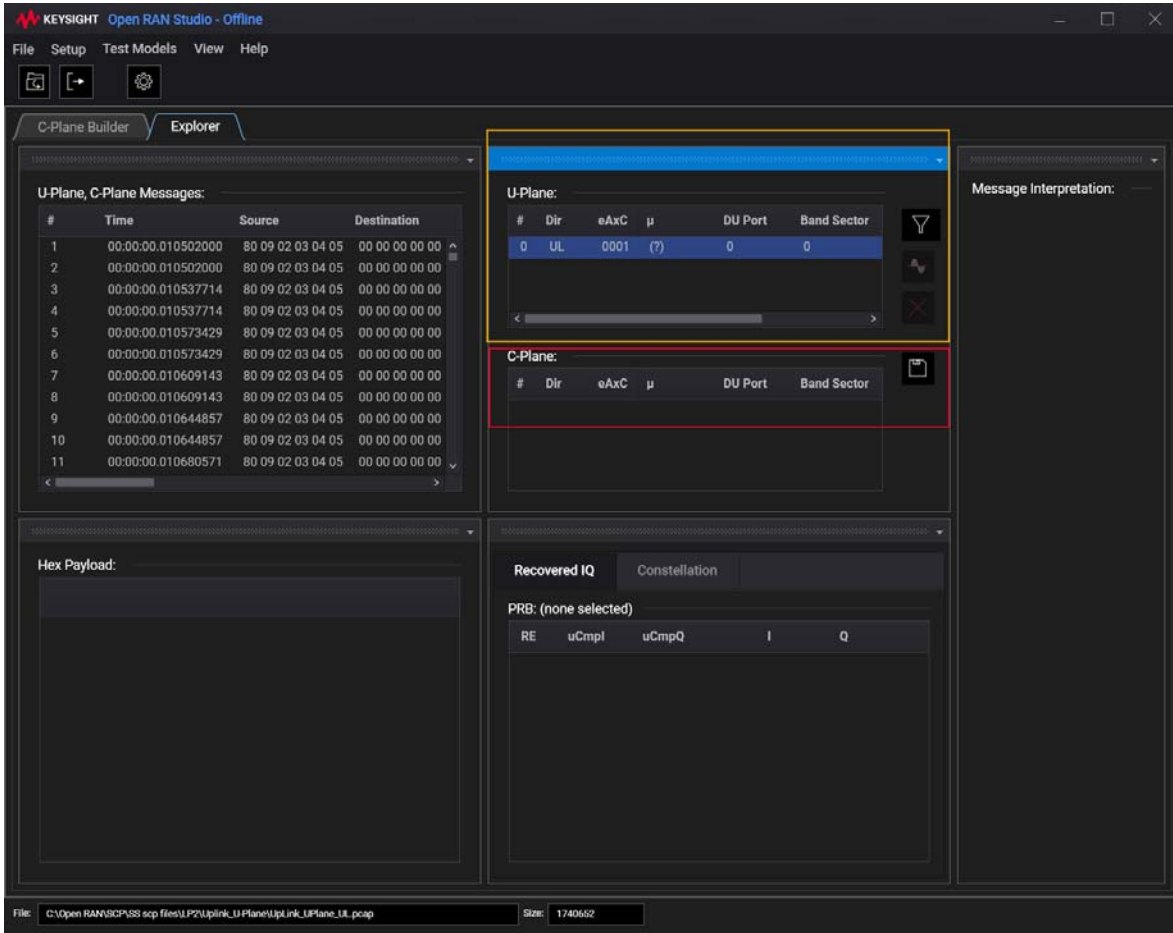 KEYSIGHT Open RAN Studio - Offline
File Setup Test Models View Help
C-Plane Builder Explorer
U-Plane, C-Plane Messages:
# Time Source Destination
1 00:00:00.010502000 80 09 02 03 04 05 00 00 00 00 00
2 00:00:00.010502000 80 09 02 03 04 05 00 00 00 00 00
3 00:00:00.010537714 80 09 02 03 04 05 00 00 00 00 00
4 00:00:00.010537714 80 09 02 03 04 05 00 00 00 00 00
5 00:00:00.010573429 80 09 02 03 04 05 00 00 00 00 00
6 00:00:00.010573429 80 09 02 03 04 05 00 00 00 00 00
7 00:00:00.010609143 80 09 02 03 04 05 00 00 00 00 00
8 00:00:00.010609143 80 09 02 03 04 05 00 00 00 00 00
9 00:00:00.010644857 80 09 02 03 04 05 00 00 00 00 00
10 00:00:00.010644857 80 09 02 03 04 05 00 00 00 00 00
11 00:00:00.010680571 80 09 02 03 04 05 00 00 00 00 00
U-Plane:
# Dir eAxC µ DU Port Band Sector
0 UL 0001 (?) 0 0
C-Plane:
# Dir eAxC µ DU Port Band Sector
Message Interpretation:
Hex Payload:
Recovered IQ Constellation
PRB: (none selected)
RE uCmpI uCmpQ I Q
File: C:\Open RAN\SCP\SS scp files\LP2\Uplink_U-Plane\UpLink_UPlane_UL.pcap Size: 1740652